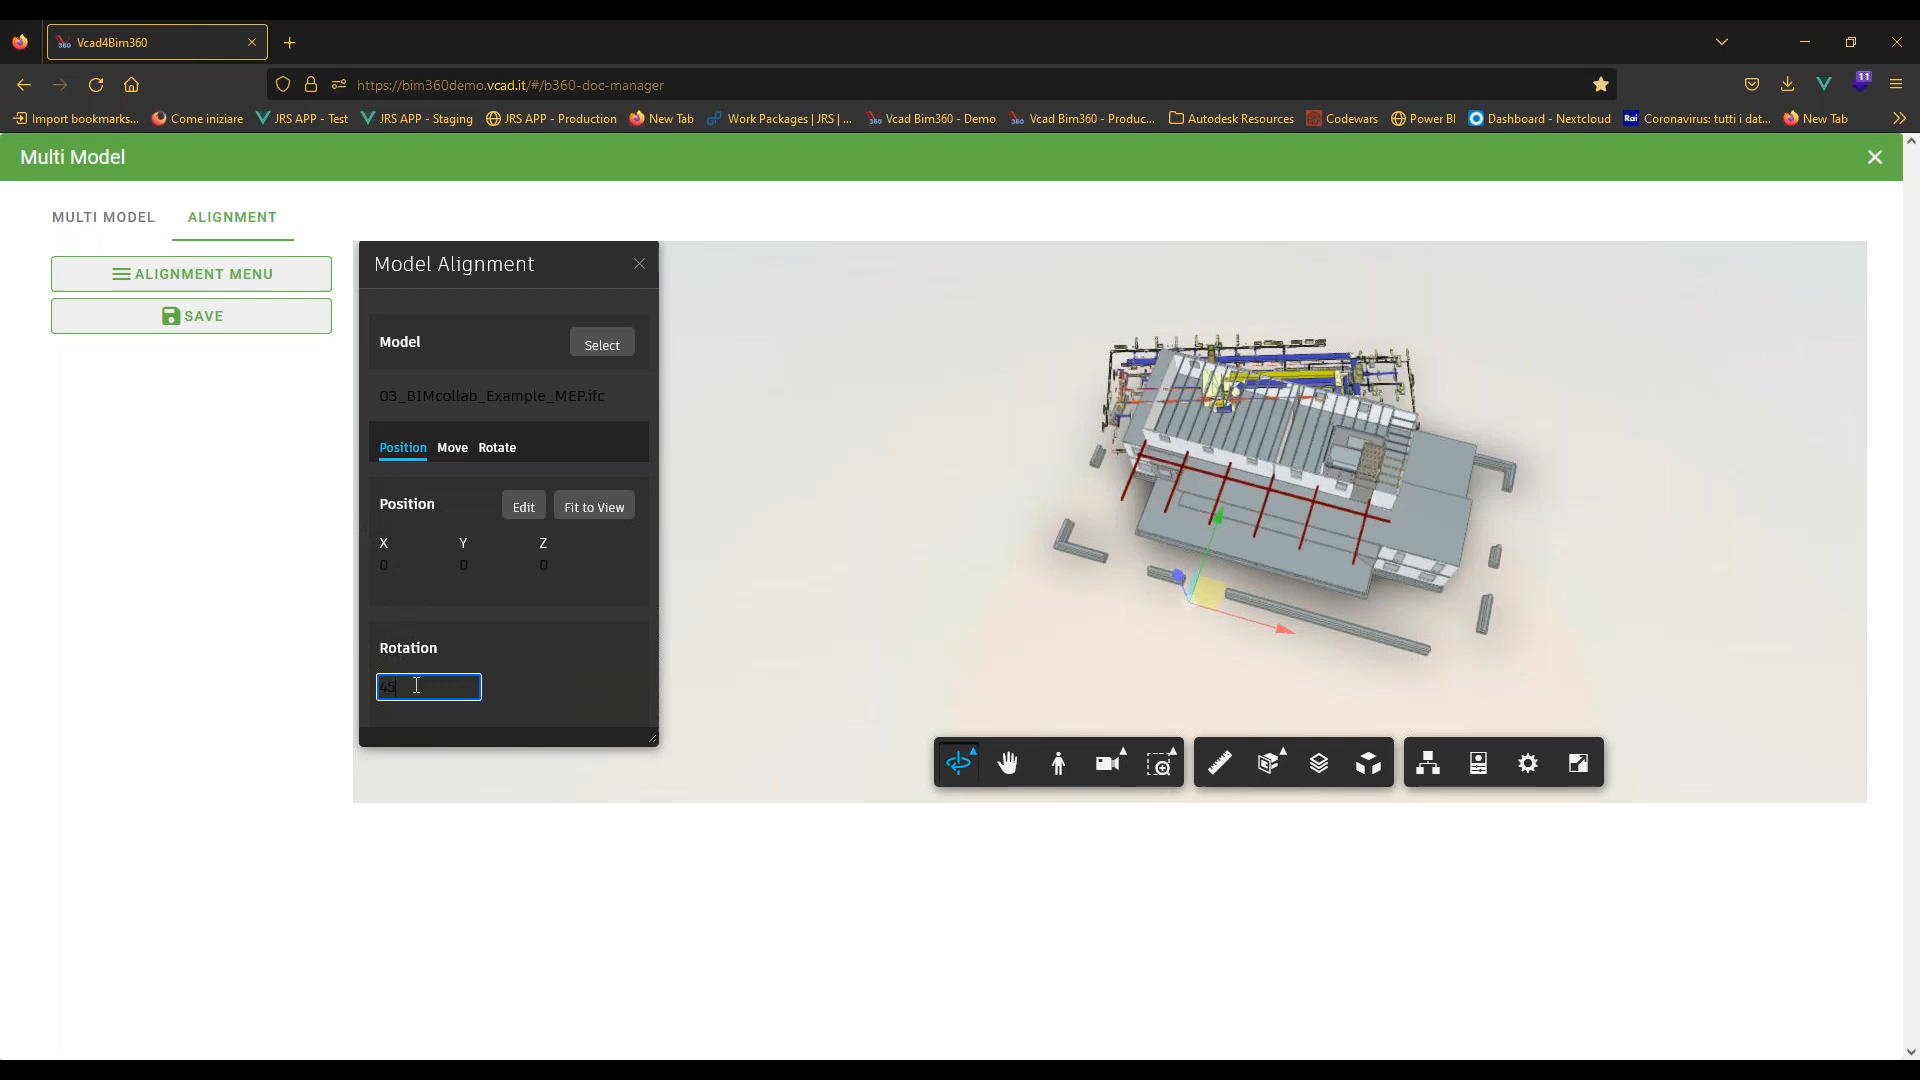 Vcad4Bim360
https://bim360demo.vcad.it/#/b360-doc-manager
11
Import bookmarks... Come iniziare JRS APP - Test JRS APP - Staging JRS APP - Production New Tab Work Packages | JRS | ... Vcad Bim360 - Demo Vcad Bim360 - Produc... Autodesk Resources Codewars Power BI Dashboard - Nextcloud Rai Coronavirus: tutti i dat... New Tab
Multi Model
MULTI MODEL ALIGNMENT
ALIGNMENT MENU
SAVE
Model Alignment
Model Select
03_BIMcollab_Example_MEP.ifc
Position Move Rotate
Position Edit Fit to View
X Y Z
0 0 0
Rotation
45